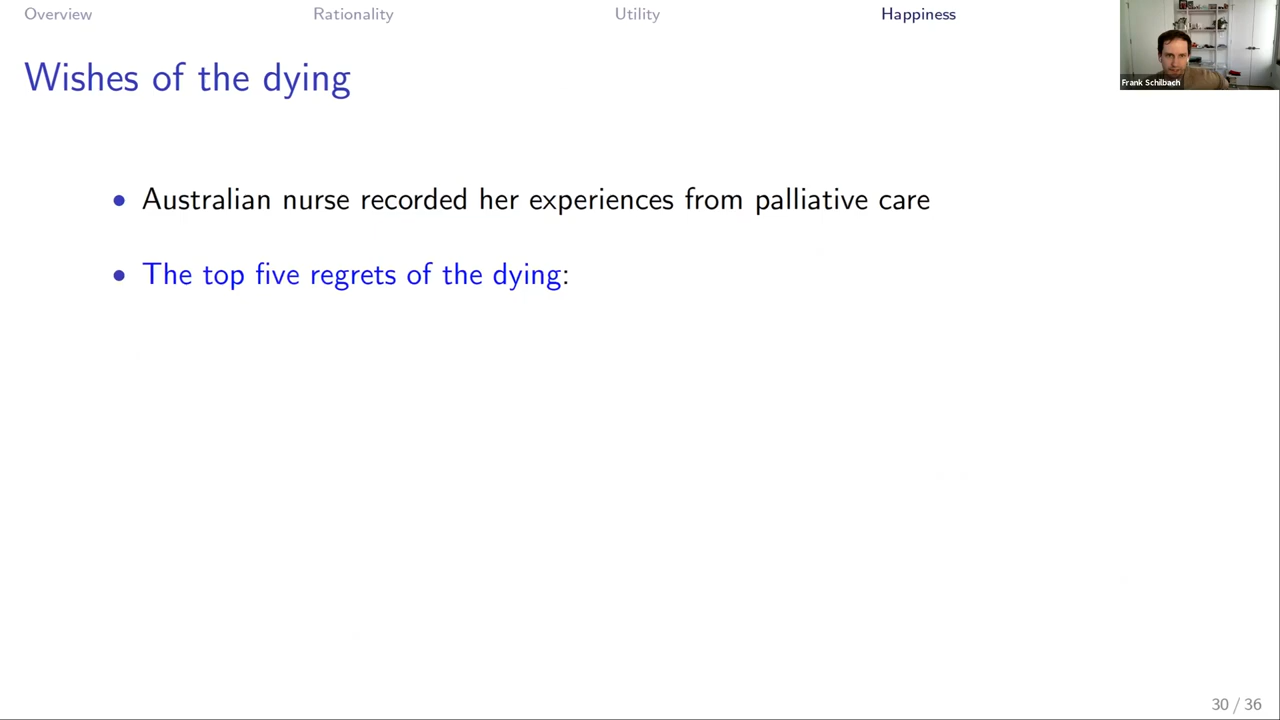 Overview Rationality Utility Happiness
Frank Schilbach
Wishes of the dying
• Australian nurse recorded her experiences from palliative care
• The top five regrets of the dying:
30 / 36